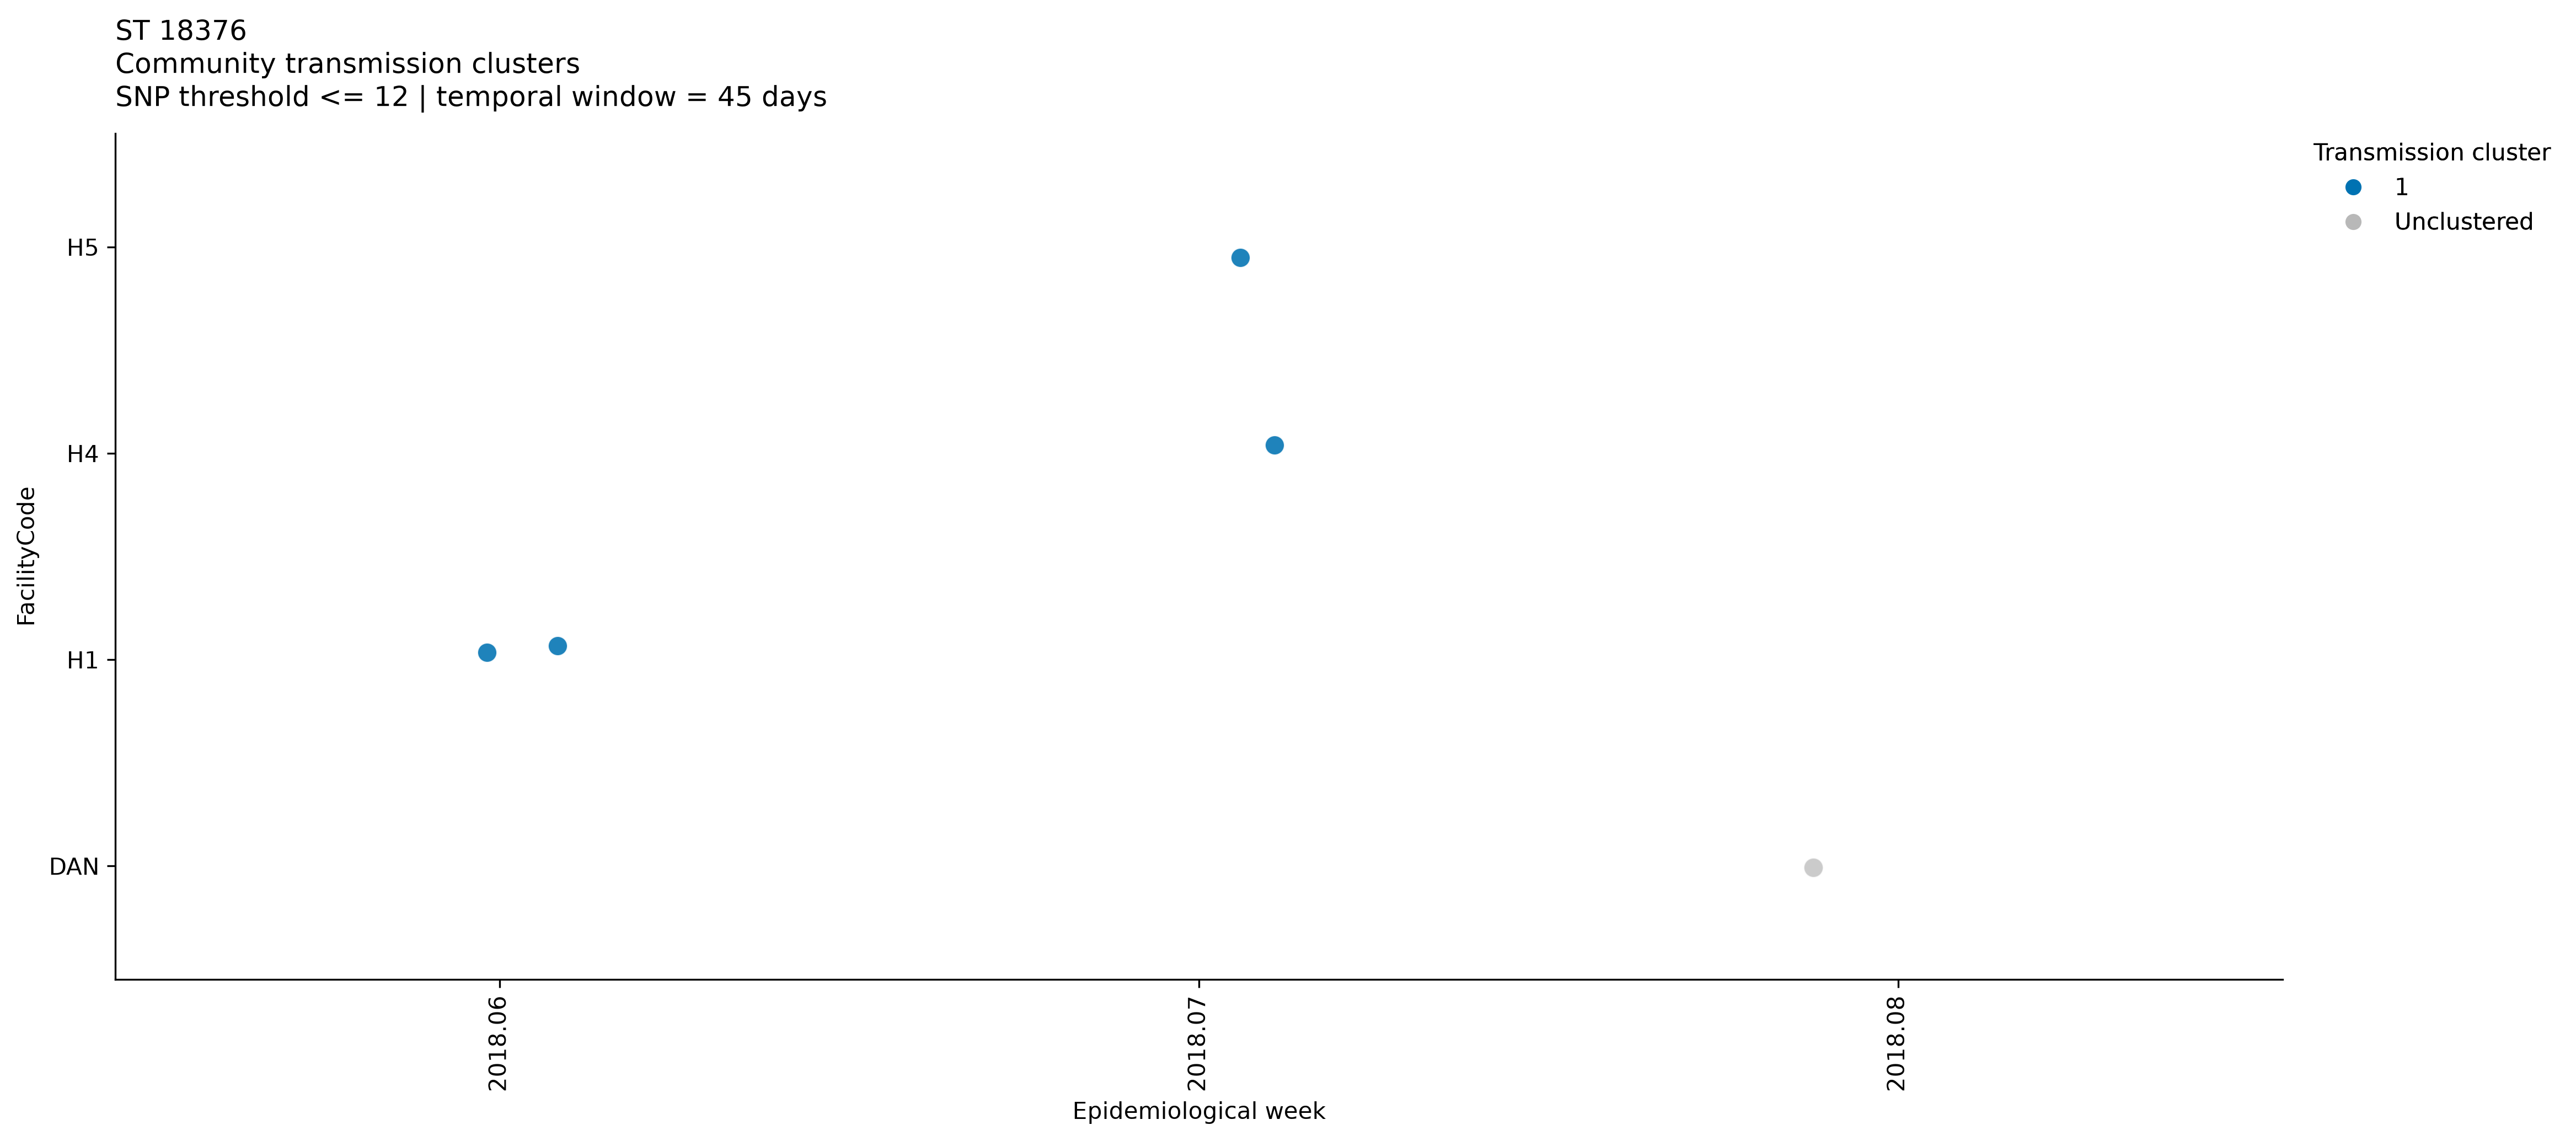 ST 18376
Community transmission clusters
SNP threshold <= 12 | temporal window = 45 days
Transmission cluster
1
Unclustered
H5
H4
H1
DAN
FacilityCode
2018.06
2018.07
2018.08
Epidemiological week